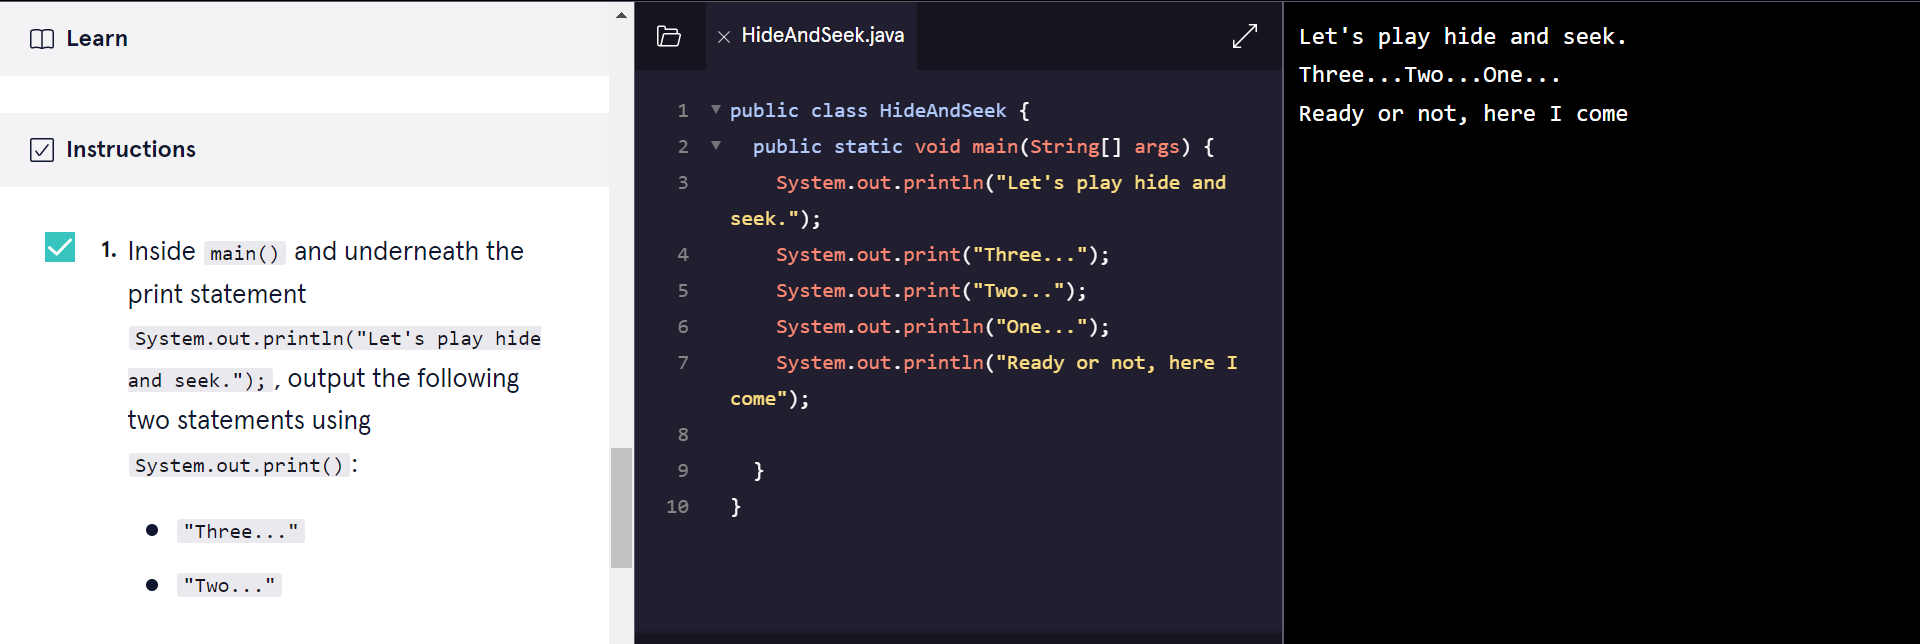 Learn
Instructions
1. Inside main() and underneath the
print statement
System.out.println("Let's play hide
and seek."); , output the following
two statements using
System.out.print() :
"Three..."
"Two..."
HideAndSeek.java
1 public class HideAndSeek {
2 public static void main(String[] args) {
3 System.out.println("Let's play hide and
seek.");
4 System.out.print("Three...");
5 System.out.print("Two...");
6 System.out.println("One...");
7 System.out.println("Ready or not, here I
come");
8
9 }
10 }
Let's play hide and seek.
Three...Two...One...
Ready or not, here I come